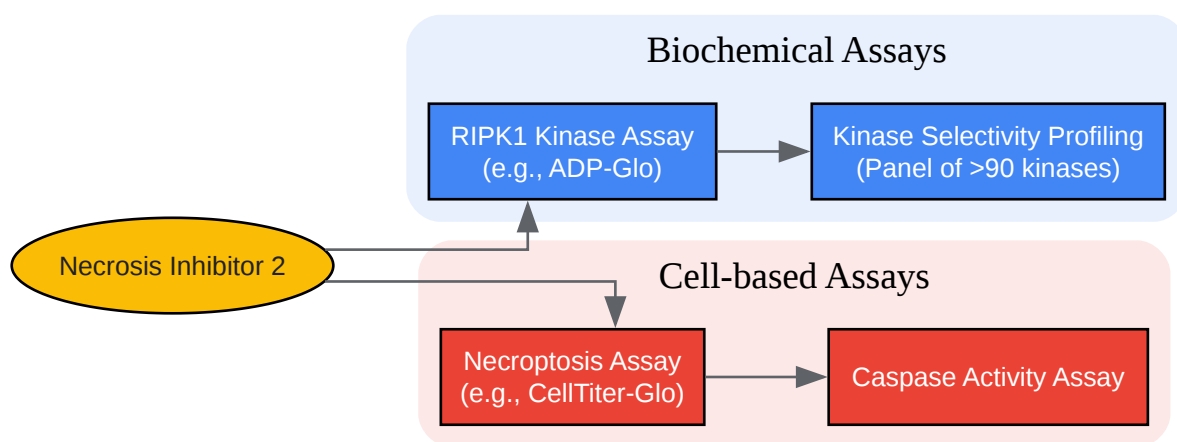 Biochemical Assays
RIPK1 Kinase Assay
(e.g., ADP-Glo)
Kinase Selectivity Profiling
(Panel of >90 kinases)
Necrosis Inhibitor 2
Cell-based Assays
Necroptosis Assay
(e.g., CellTiter-Glo)
Caspase Activity Assay